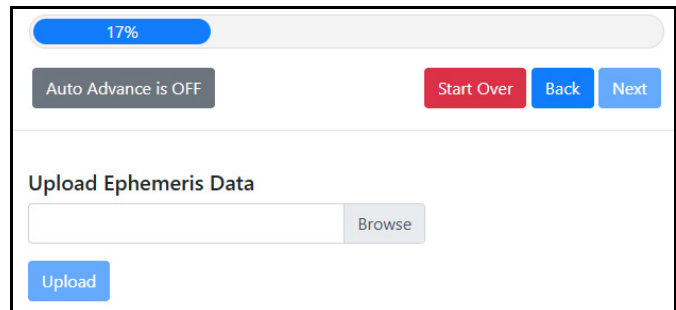 17%
Auto Advance is OFF Start Over Back Next
Upload Ephemeris Data
Browse
Upload